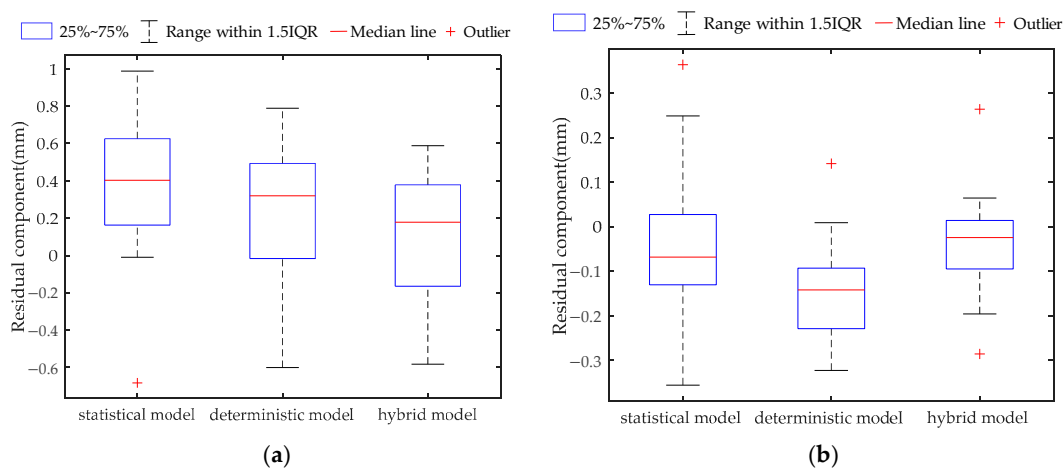 25%~75% Range within 1.5IQR Median line Outlier
1
0.8
0.6
0.4
0.2
0
−0.2
−0.4
−0.6
Residual component(mm)
statistical model deterministic model hybrid model
(a)
25%~75% Range within 1.5IQR Median line Outlier
0.3
0.2
0.1
0
−0.1
−0.2
−0.3
Residual component(mm)
statistical model deterministic model hybrid model
(b)